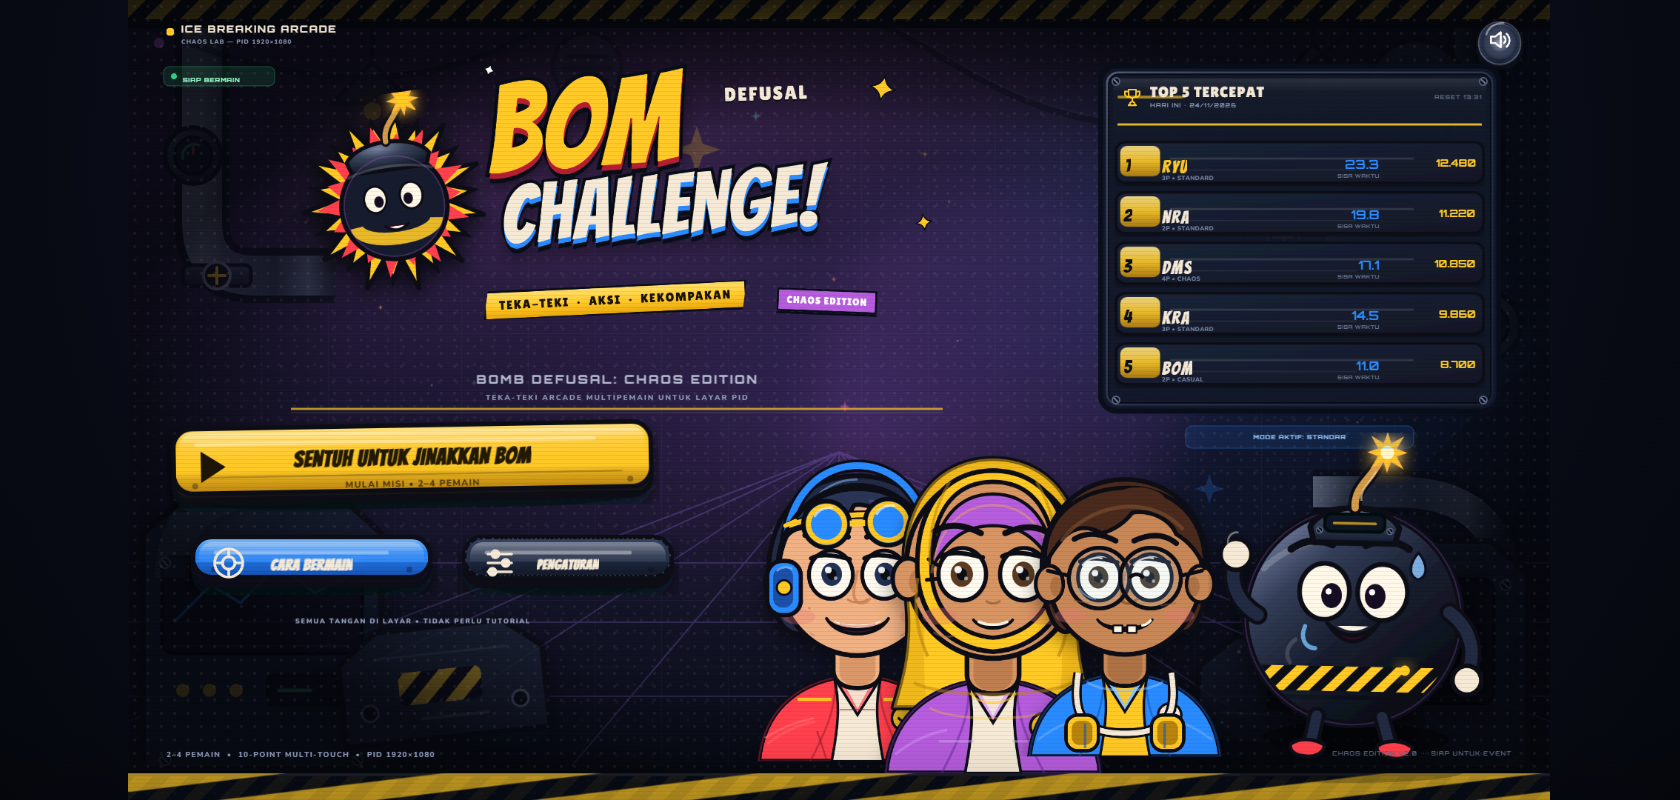 ICE BREAKING ARCADE
CHAOS LAB — PID 1920×1080
SIAP BERMAIN
BOM
DEFUSAL
CHALLENGE!
TEKA-TEKI · AKSI · KEKOMPAKAN
CHAOS EDITION
BOMB DEFUSAL: CHAOS EDITION
TEKA-TEKI ARCADE MULTIPEMAIN UNTUK LAYAR PID
SENTUH UNTUK JINAKKAN BOM
MULAI MISI • 2–4 PEMAIN
CARA BERMAIN
PENGATURAN
SEMUA TANGAN DI LAYAR • TIDAK PERLU TUTORIAL
2–4 PEMAIN • 10-POINT MULTI-TOUCH • PID 1920×1080
TOP 5 TERCEPAT
HARI INI · 24/11/2025
RESET 13:31
1 RYU 23.3 12.480
3P • STANDARD SISA WAKTU
2 NRA 19.8 11.220
3P • STANDARD SISA WAKTU
3 DMS 17.1 10.850
4P • CHAOS SISA WAKTU
4 KRA 14.5 9.860
3P • STANDARD SISA WAKTU
5 BOM 11.0 8.700
2P • CASUAL SISA WAKTU
MODE AKTIF: STANDAR
CHAOS EDITION SIAP UNTUK EVENT